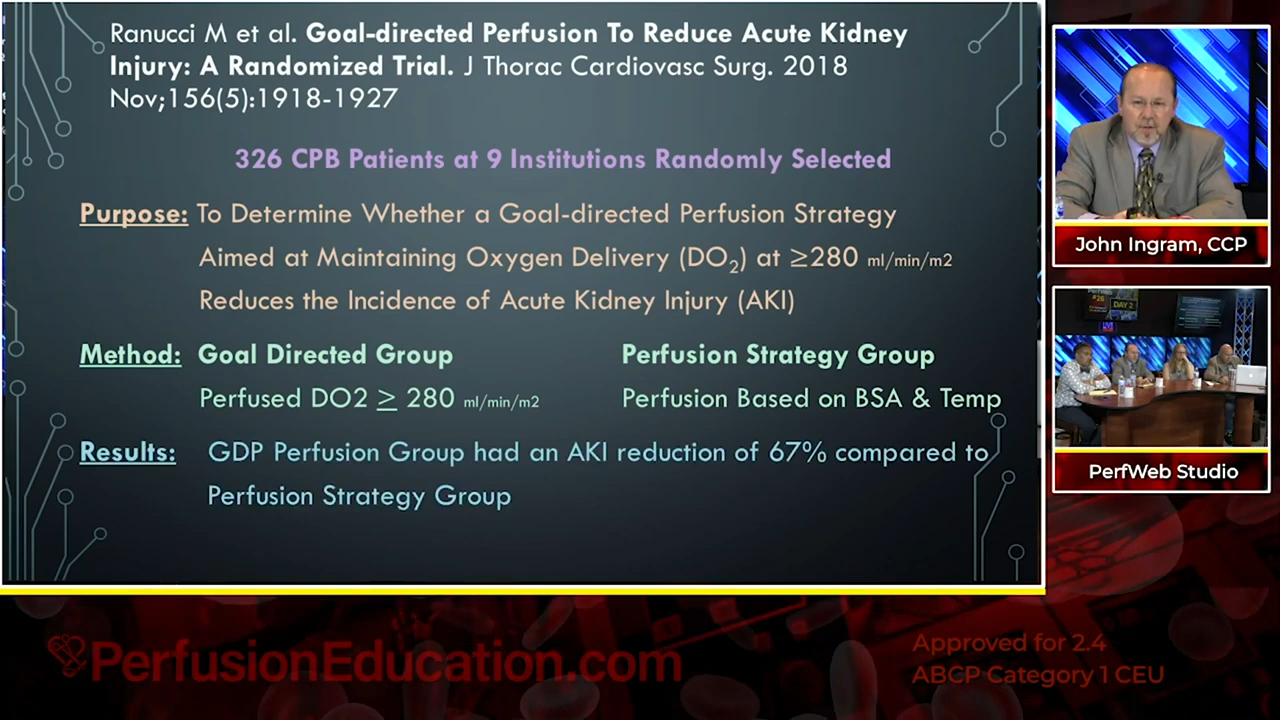 Ranucci M et al. Goal-directed Perfusion To Reduce Acute Kidney
Injury: A Randomized Trial. J Thorac Cardiovasc Surg. 2018
Nov;156(5):1918-1927
326 CPB Patients at 9 Institutions Randomly Selected
Purpose: To Determine Whether a Goal-directed Perfusion Strategy
Aimed at Maintaining Oxygen Delivery (DO₂) at ≥280 ml/min/m2
Reduces the Incidence of Acute Kidney Injury (AKI)
Method: Goal Directed Group
Perfusion Strategy Group
Perfused DO2 ≥ 280 ml/min/m2
Perfusion Based on BSA & Temp
Results: GDP Perfusion Group had an AKI reduction of 67% compared to
Perfusion Strategy Group
John Ingram, CCP
#26
DAY 2
PerfWeb Studio
PerfusionEducation.com
Approved for 2.4
ABCP Category 1 CEU